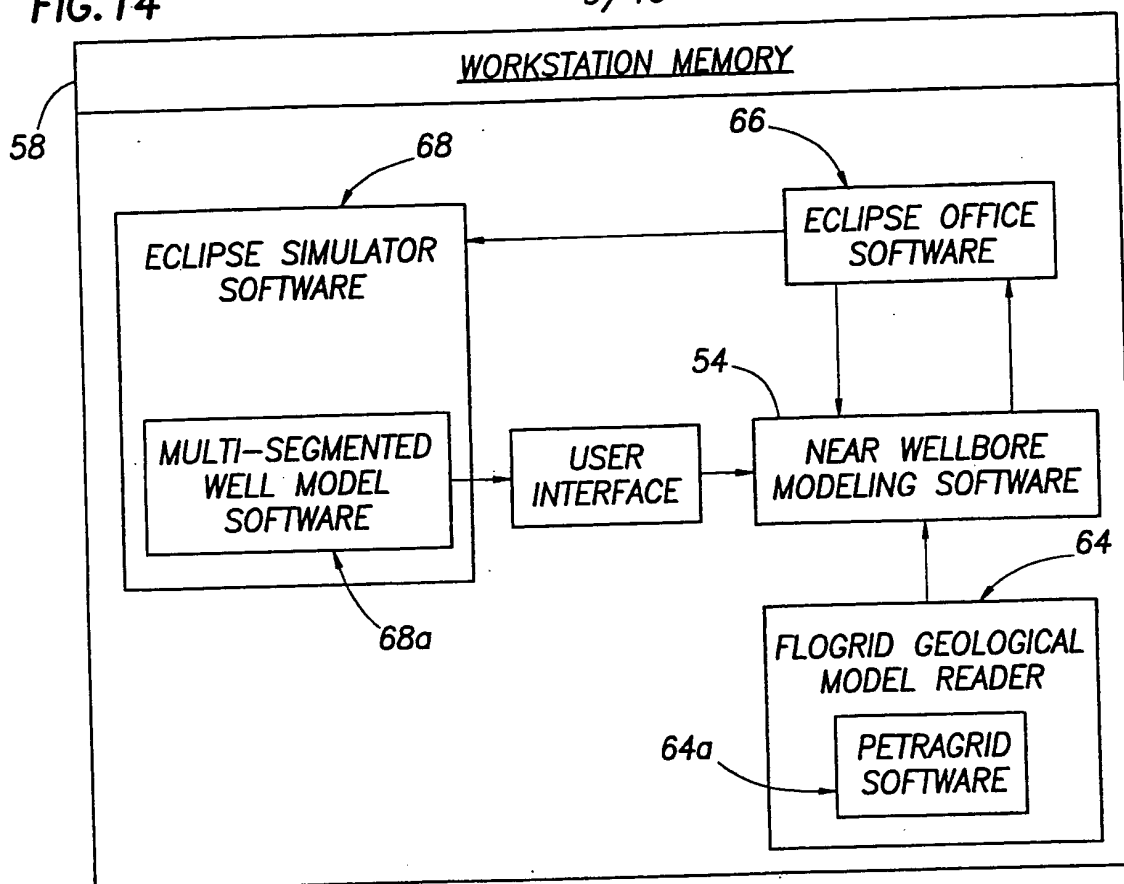 FIG. 14
WORKSTATION MEMORY
58
68
66
ECLIPSE SIMULATOR
SOFTWARE
ECLIPSE OFFICE
SOFTWARE
54
MULTI-SEGMENTED
WELL MODEL
SOFTWARE
USER
INTERFACE
NEAR WELLBORE
MODELING SOFTWARE
64
68a
FLOGRID GEOLOGICAL
MODEL READER
64a
PETRAGRID
SOFTWARE